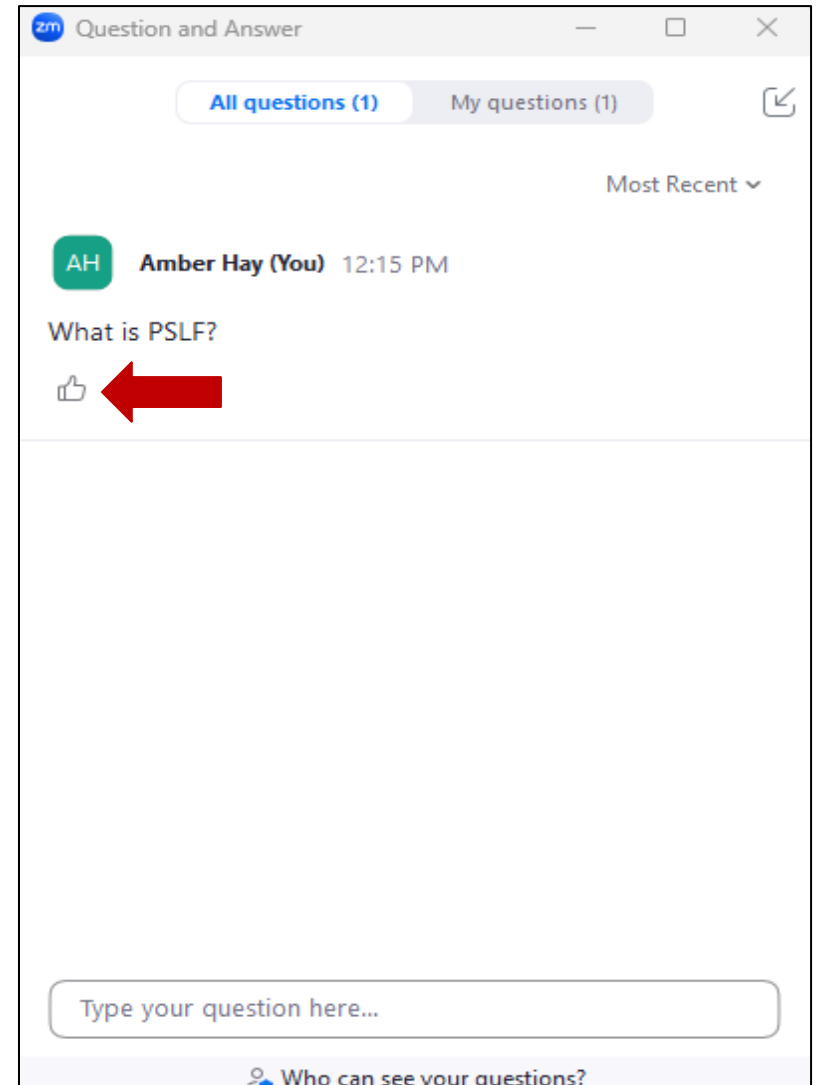 zm Question and Answer
All questions (1) My questions (1)
Most Recent
AH Amber Hay (You) 12:15 PM
What is PSLF?
Type your question here...
Who can see your questions?